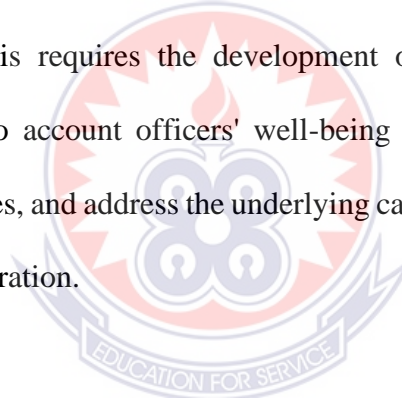 is requires the development o
o account officers' well-being
es, and address the underlying ca
ration.
EDUCATION FOR SERVICE